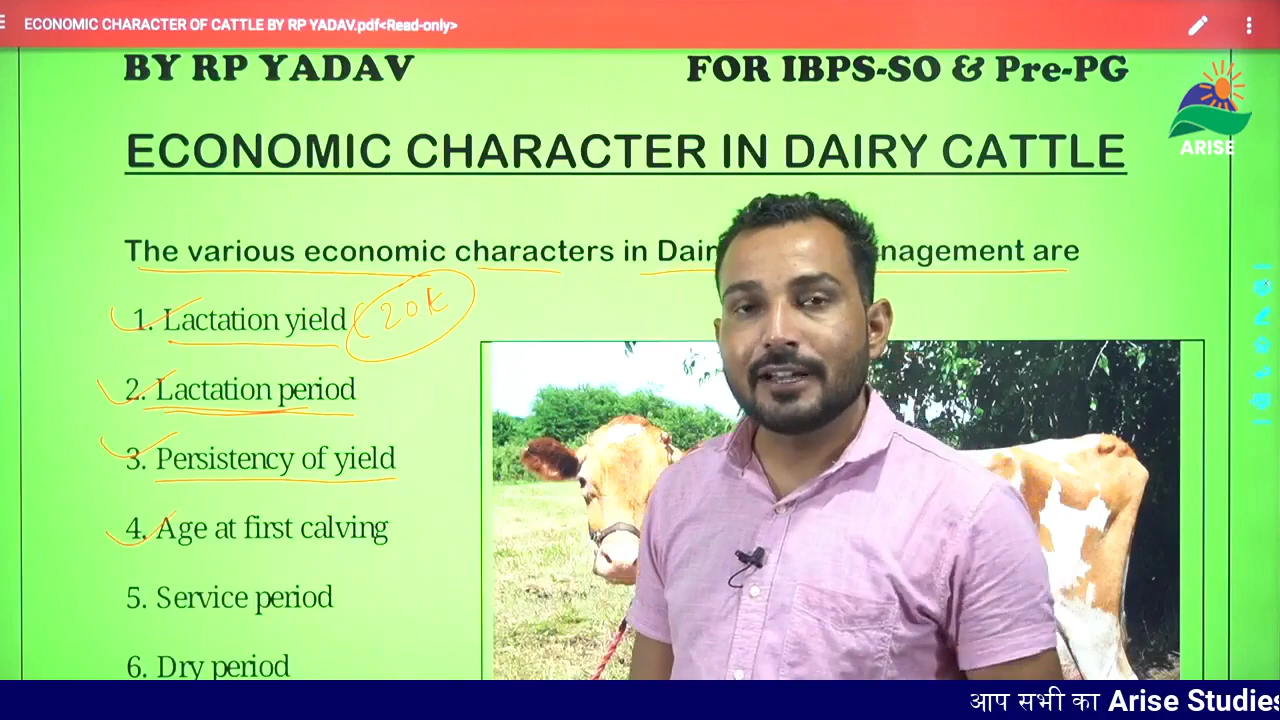 ECONOMIC CHARACTER OF CATTLE BY RP YADAV.pdf<Read-only>
BY RP YADAV FOR IBPS-SO & Pre-PG
ARISE
ECONOMIC CHARACTER IN DAIRY CATTLE
The various economic characters in Dair nagement are
1. Lactation yield 20k
2. Lactation period
3. Persistency of yield
4. Age at first calving
5. Service period
6. Dry period
आप सभी का Arise Studies